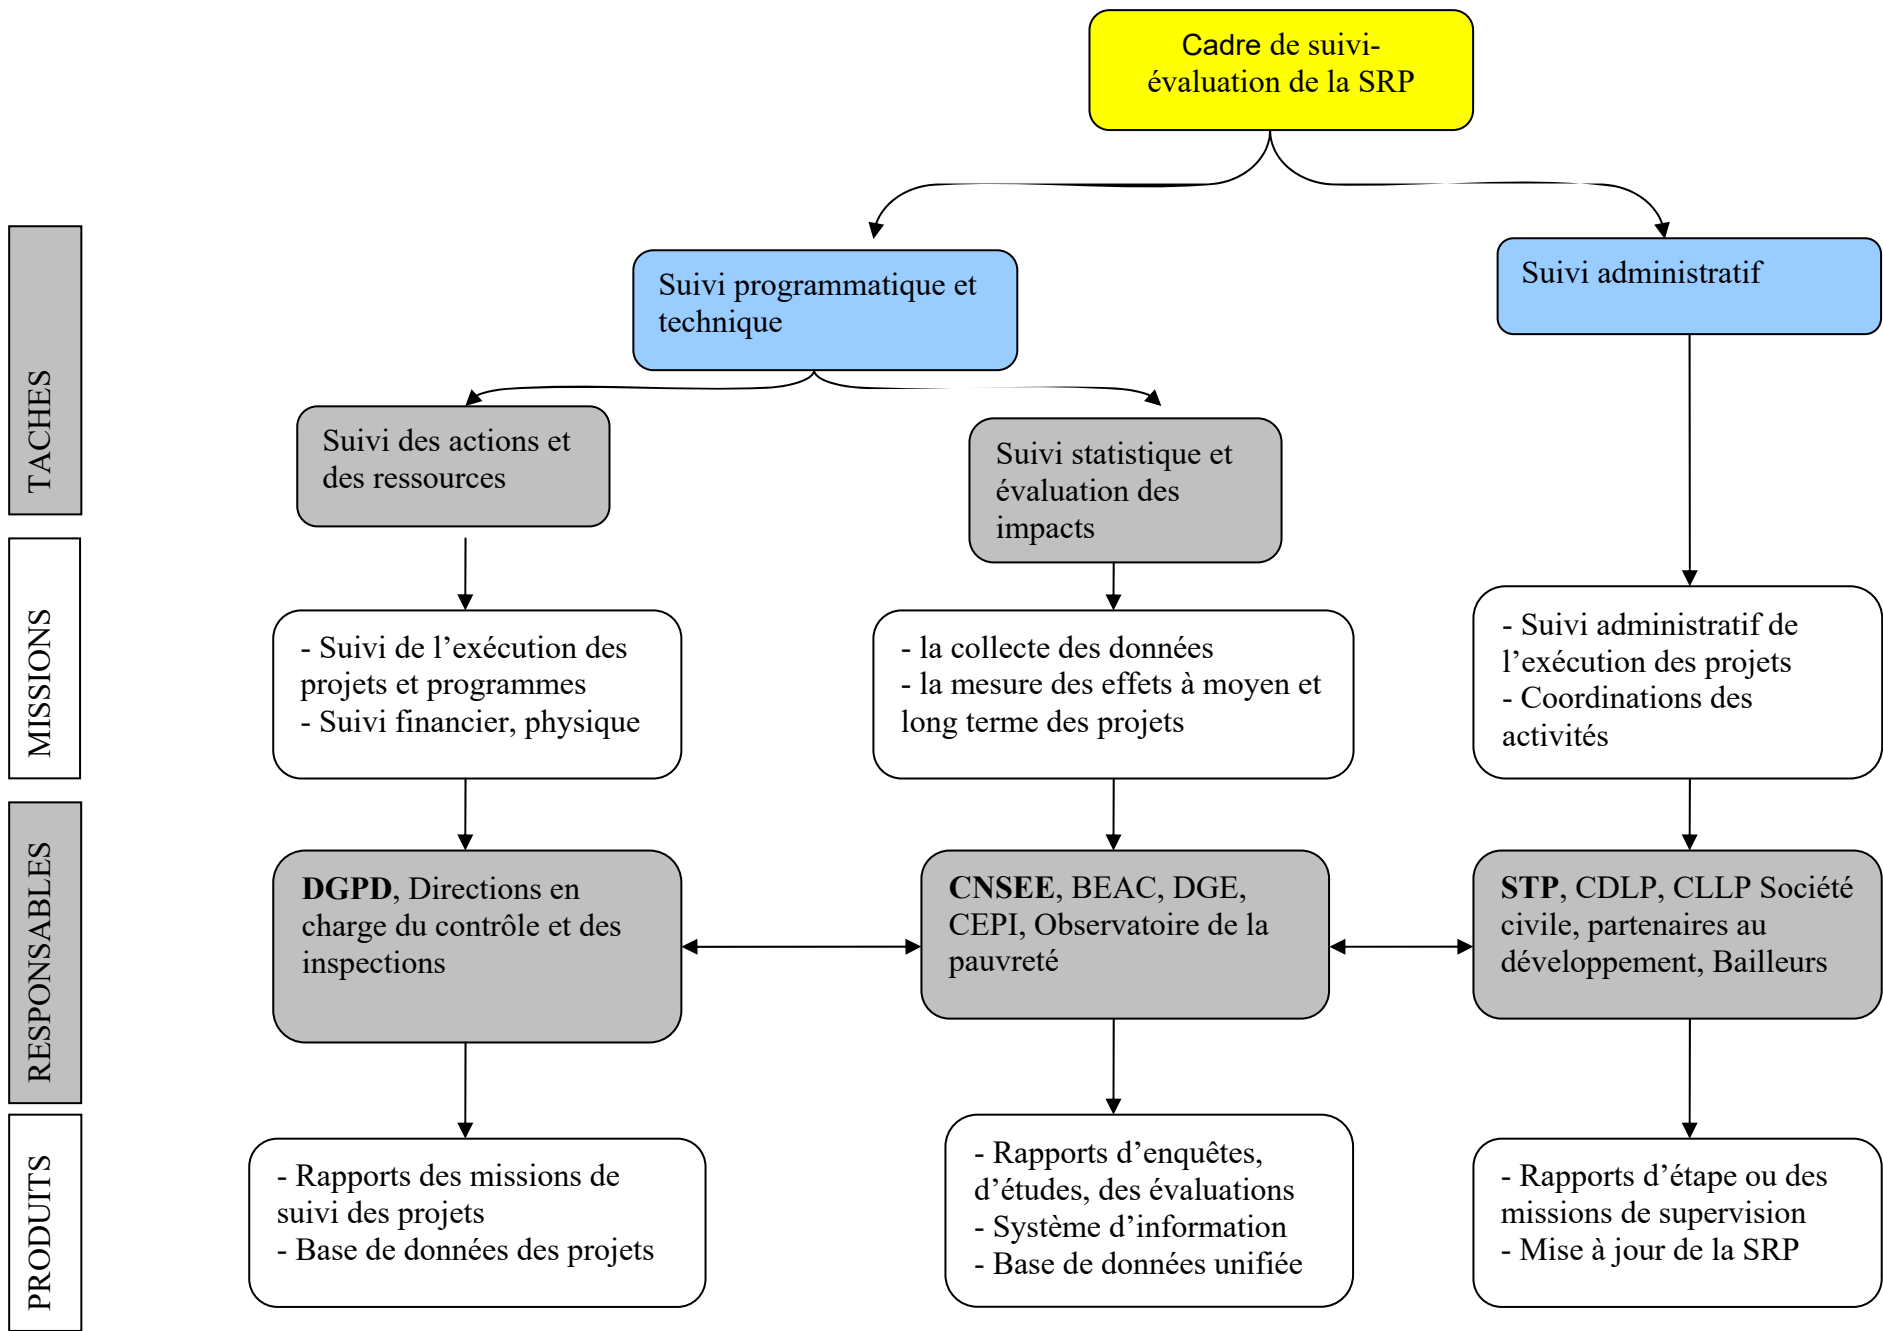 Cadre de suivi-
évaluation de la SRP
TACHES
Suivi programmatique et
technique
Suivi administratif
Suivi des actions et
des ressources
Suivi statistique et
évaluation des
impacts
MISSIONS
- Suivi de l’exécution des
projets et programmes
- Suivi financier, physique
- la collecte des données
- la mesure des effets à moyen et
long terme des projets
- Suivi administratif de
l’exécution des projets
- Coordinations des
activités
RESPONSABLES
DGPD, Directions en
charge du contrôle et des
inspections
CNSEE, BEAC, DGE,
CEPI, Observatoire de la
pauvreté
STP, CDLP, CLLP Société
civile, partenaires au
développement, Bailleurs
PRODUITS
- Rapports des missions de
suivi des projets
- Base de données des projets
- Rapports d’enquêtes,
d’études, des évaluations
- Système d’information
- Base de données unifiée
- Rapports d’étape ou des
missions de supervision
- Mise à jour de la SRP